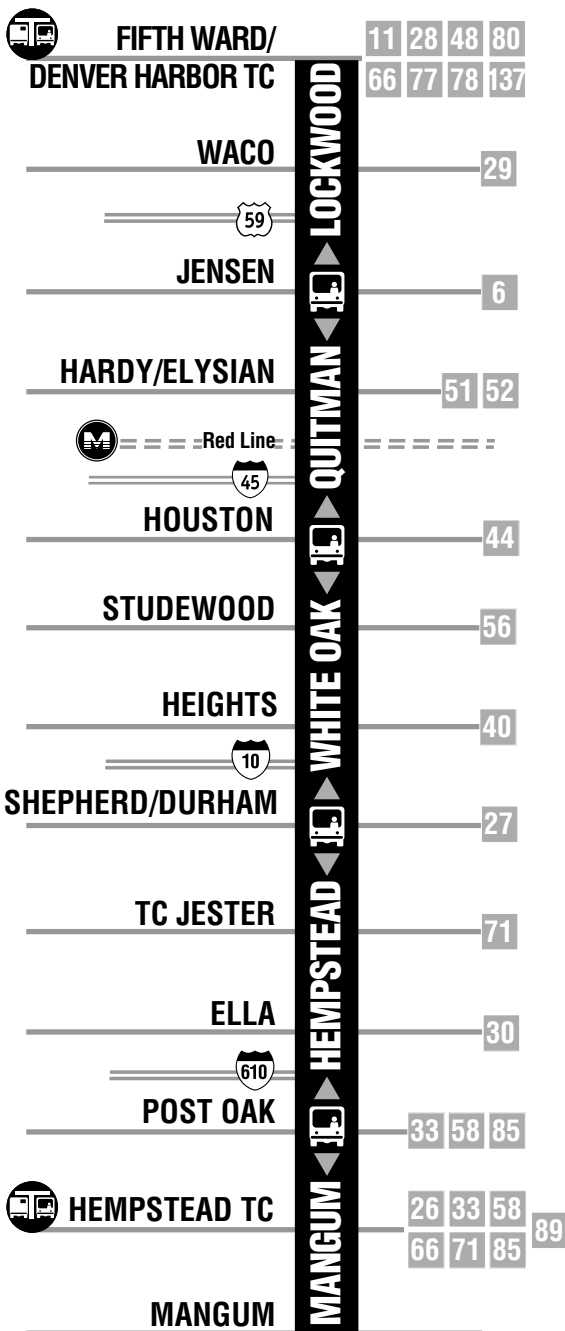 FIFTH WARD/ 11 28 48 80
DENVER HARBOR TC 66 77 78 137
LOCKWOOD
WACO 29
59
JENSEN 6
HARDY/ELYSIAN 51 52
QUITMAN
M Red Line
45
HOUSTON 44
STUDEWOOD 56
WHITE OAK
HEIGHTS 40
10
SHEPHERD/DURHAM 27
TC JESTER 71
HEMPSTEAD
ELLA 30
610
POST OAK 33 58 85
HEMPSTEAD TC 26 33 58 89
66 71 85
MANGUM
MANGUM